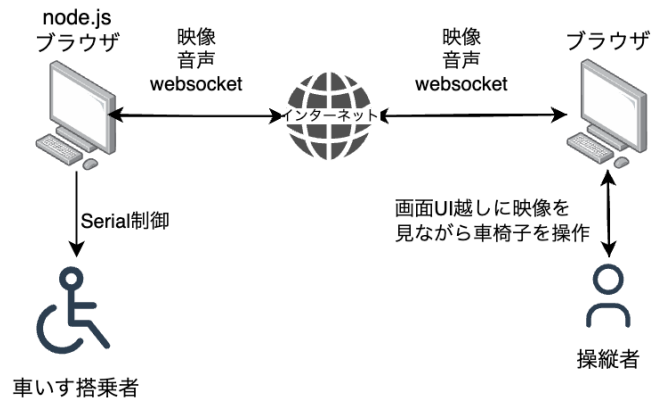 node.js
ブラウザ
映像
音声
websocket
インターネット
映像
音声
websocket
ブラウザ
Serial制御
画面UI越しに映像を
見ながら車椅子を操作
車いす搭乗者
操縦者